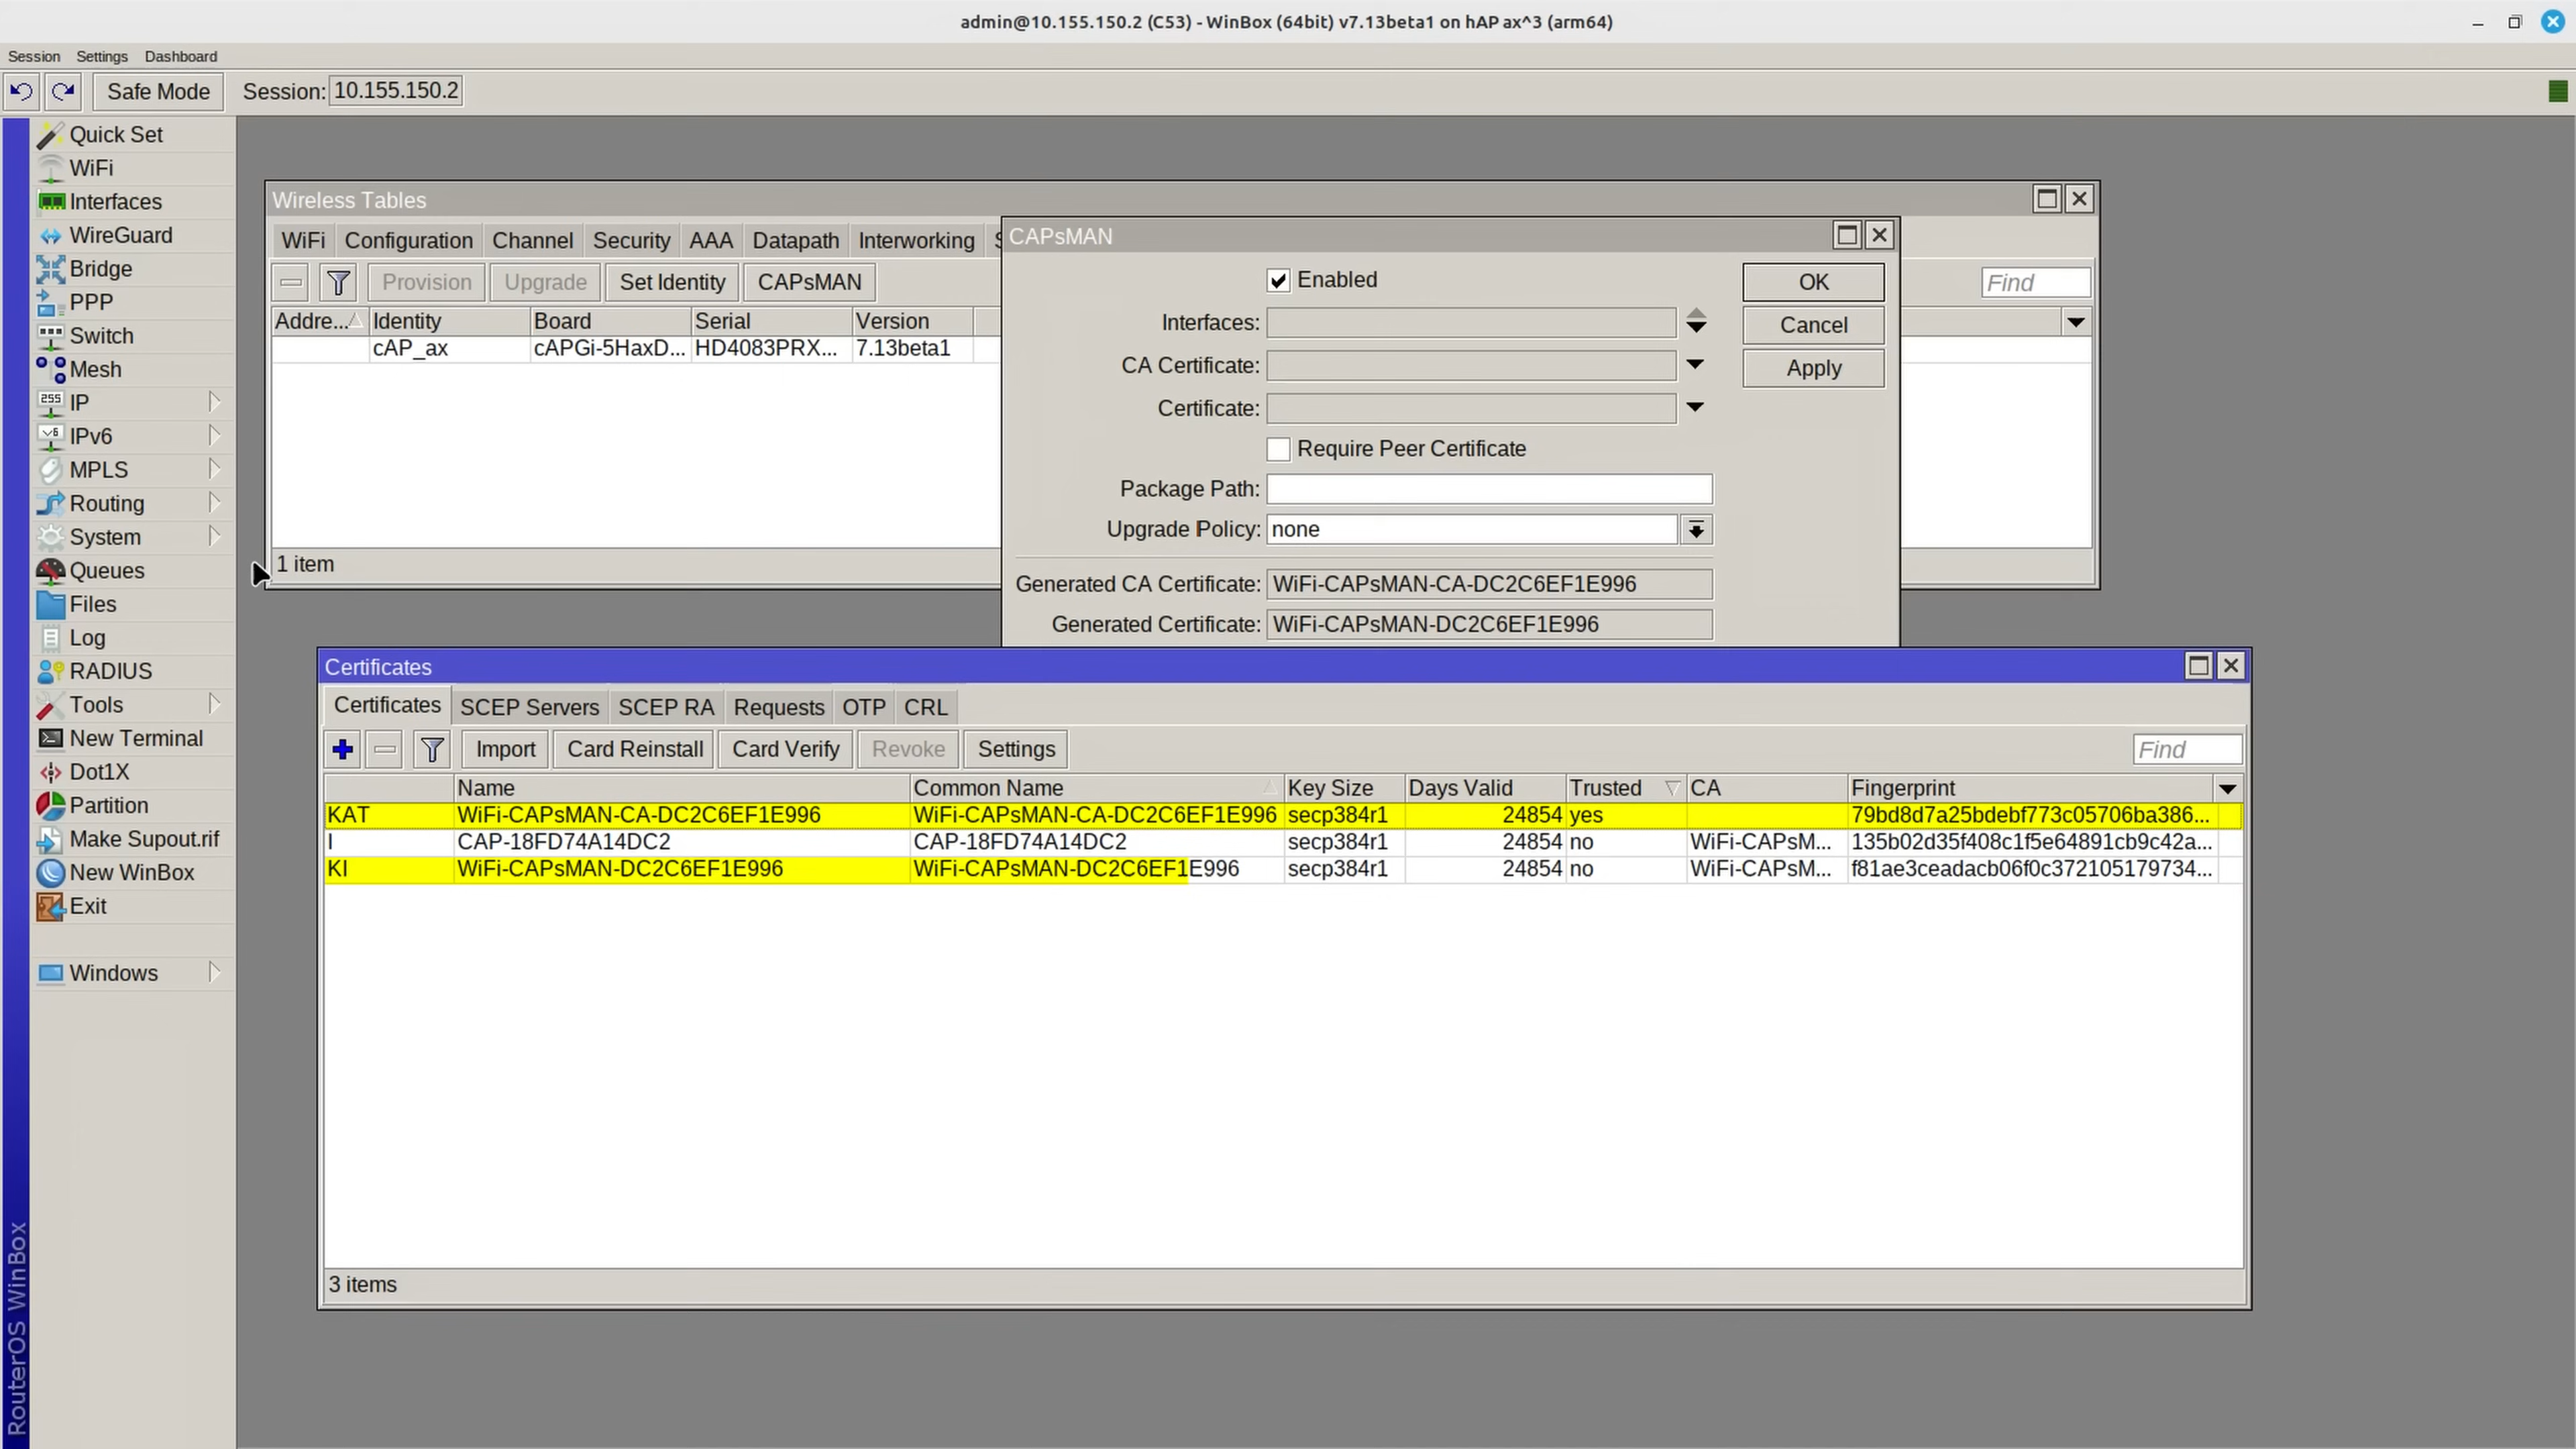 admin@10.155.150.2 (C53) - WinBox (64bit) v7.13beta1 on hAP ax^3 (arm64)
Session Settings Dashboard
Safe Mode Session: 10.155.150.2
Quick Set
WiFi
Interfaces
WireGuard
Bridge
PPP
Switch
Mesh
IP
IPv6
MPLS
Routing
System
Queues
Files
Log
RADIUS
Tools
New Terminal
Dot1X
Partition
Make Supout.rif
New WinBox
Exit
Windows
RouterOS WinBox
Wireless Tables
WiFi Configuration Channel Security AAA Datapath Interworking
Provision Upgrade Set Identity CAPsMAN Find
Addre... Identity Board Serial Version
cAP_ax cAPGi-5HaxD... HD4083PRX... 7.13beta1
1 item
CAPsMAN
Enabled OK
Interfaces: Cancel
CA Certificate: Apply
Certificate:
Require Peer Certificate
Package Path:
Upgrade Policy: none
Generated CA Certificate: WiFi-CAPsMAN-CA-DC2C6EF1E996
Generated Certificate: WiFi-CAPsMAN-DC2C6EF1E996
Certificates
Certificates SCEP Servers SCEP RA Requests OTP CRL
Import Card Reinstall Card Verify Revoke Settings Find
Name Common Name Key Size Days Valid Trusted CA Fingerprint
KAT WiFi-CAPsMAN-CA-DC2C6EF1E996 WiFi-CAPsMAN-CA-DC2C6EF1E996 secp384r1 24854 yes 79bd8d7a25bdebf773c05706ba386...
I CAP-18FD74A14DC2 CAP-18FD74A14DC2 secp384r1 24854 no WiFi-CAPsM... 135b02d35f408c1f5e64891cb9c42a...
KI WiFi-CAPsMAN-DC2C6EF1E996 WiFi-CAPsMAN-DC2C6EF1E996 secp384r1 24854 no WiFi-CAPsM... f81ae3ceadacb06f0c372105179734...
3 items